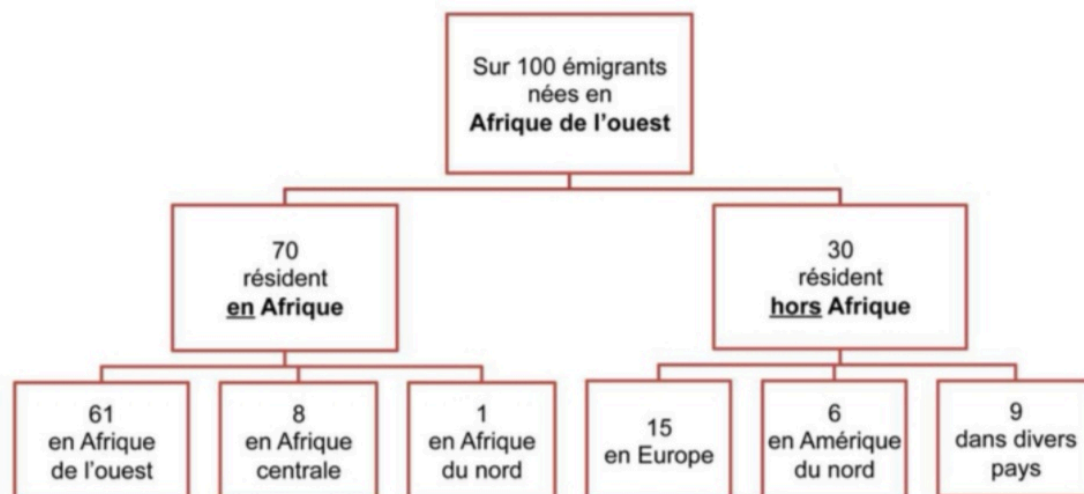 Sur 100 émigrants
nées en
Afrique de l'ouest
70
résident
en Afrique
30
résident
hors Afrique
61
en Afrique
de l'ouest
8
en Afrique
centrale
1
en Afrique
du nord
15
en Europe
6
en Amérique
du nord
9
dans divers
pays